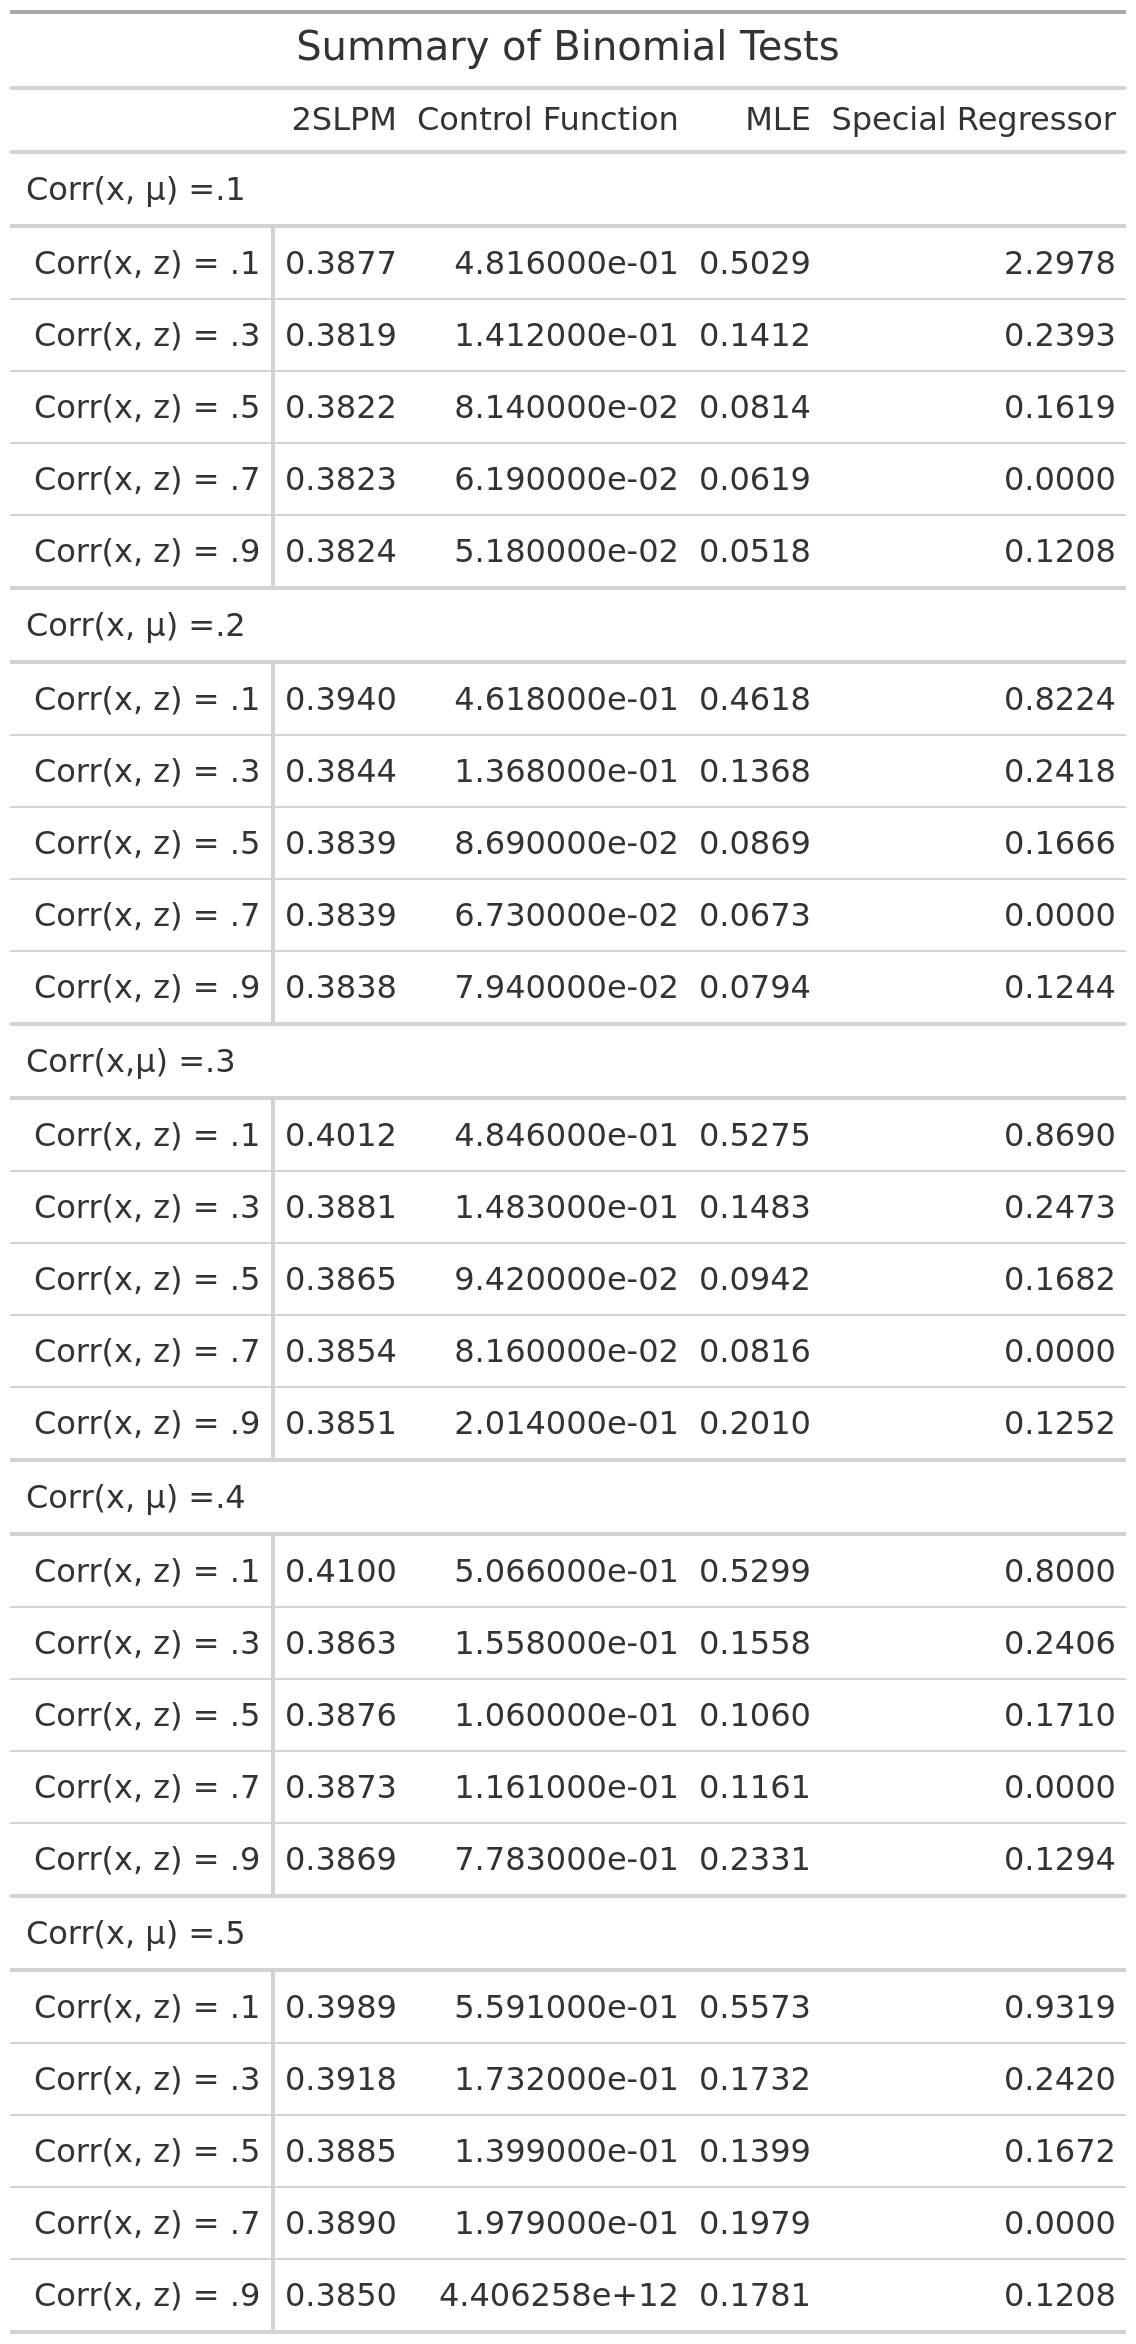 Summary of Binomial Tests
2SLPM Control Function MLE Special Regressor
Corr(x, μ) =.1
Corr(x, z) = .1 0.3877 4.816000e-01 0.5029 2.2978
Corr(x, z) = .3 0.3819 1.412000e-01 0.1412 0.2393
Corr(x, z) = .5 0.3822 8.140000e-02 0.0814 0.1619
Corr(x, z) = .7 0.3823 6.190000e-02 0.0619 0.0000
Corr(x, z) = .9 0.3824 5.180000e-02 0.0518 0.1208
Corr(x, μ) =.2
Corr(x, z) = .1 0.3940 4.618000e-01 0.4618 0.8224
Corr(x, z) = .3 0.3844 1.368000e-01 0.1368 0.2418
Corr(x, z) = .5 0.3839 8.690000e-02 0.0869 0.1666
Corr(x, z) = .7 0.3839 6.730000e-02 0.0673 0.0000
Corr(x, z) = .9 0.3838 7.940000e-02 0.0794 0.1244
Corr(x,μ) =.3
Corr(x, z) = .1 0.4012 4.846000e-01 0.5275 0.8690
Corr(x, z) = .3 0.3881 1.483000e-01 0.1483 0.2473
Corr(x, z) = .5 0.3865 9.420000e-02 0.0942 0.1682
Corr(x, z) = .7 0.3854 8.160000e-02 0.0816 0.0000
Corr(x, z) = .9 0.3851 2.014000e-01 0.2010 0.1252
Corr(x, μ) =.4
Corr(x, z) = .1 0.4100 5.066000e-01 0.5299 0.8000
Corr(x, z) = .3 0.3863 1.558000e-01 0.1558 0.2406
Corr(x, z) = .5 0.3876 1.060000e-01 0.1060 0.1710
Corr(x, z) = .7 0.3873 1.161000e-01 0.1161 0.0000
Corr(x, z) = .9 0.3869 7.783000e-01 0.2331 0.1294
Corr(x, μ) =.5
Corr(x, z) = .1 0.3989 5.591000e-01 0.5573 0.9319
Corr(x, z) = .3 0.3918 1.732000e-01 0.1732 0.2420
Corr(x, z) = .5 0.3885 1.399000e-01 0.1399 0.1672
Corr(x, z) = .7 0.3890 1.979000e-01 0.1979 0.0000
Corr(x, z) = .9 0.3850 4.406258e+12 0.1781 0.1208